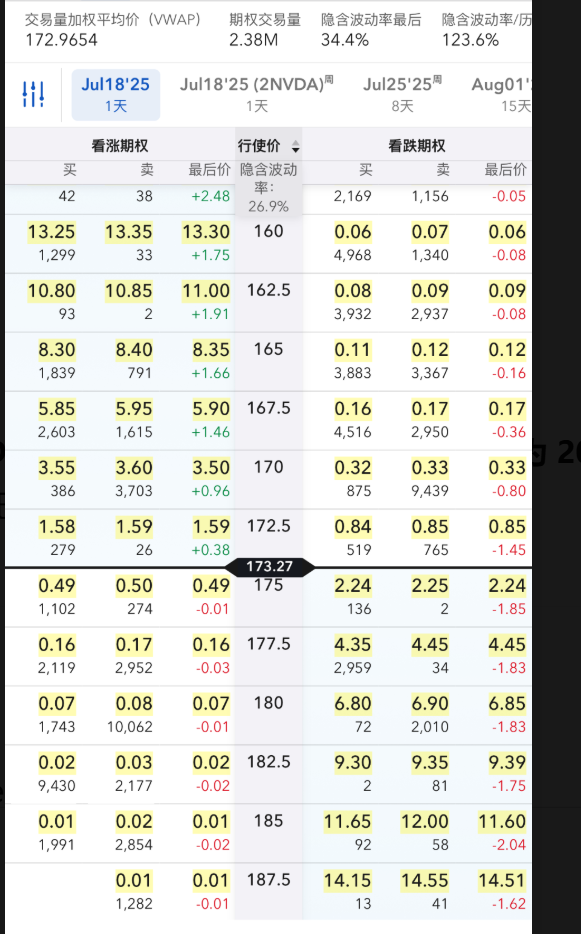 交易量加权平均价（VWAP） 期权交易量 隐含波动率最后 隐含波动率/历
172.9654 2.38M 34.4% 123.6%
Jul18'25 Jul18'25 (2NVDA)周 Jul25'25周 Aug01'2
1天 1天 8天 15天
看涨期权 行使价 看跌期权
买 卖 最后价 隐含波动率: 26.9% 买 卖 最后价
42 38 +2.48 2,169 1,156 -0.05
13.25 13.35 13.30 160 0.06 0.07 0.06
1,299 33 +1.75 4,968 1,340 -0.08
10.80 10.85 11.00 162.5 0.08 0.09 0.09
93 2 +1.91 3,932 2,937 -0.08
8.30 8.40 8.35 165 0.11 0.12 0.12
1,839 791 +1.66 3,883 3,367 -0.16
5.85 5.95 5.90 167.5 0.16 0.17 0.17
2,603 1,615 +1.46 4,516 2,950 -0.36
3.55 3.60 3.50 170 0.32 0.33 0.33
386 3,703 +0.96 875 9,439 -0.80
1.58 1.59 1.59 172.5 0.84 0.85 0.85
279 26 +0.38 519 765 -1.45
173.27
0.49 0.50 0.49 175 2.24 2.25 2.24
1,102 274 -0.01 136 2 -1.85
0.16 0.17 0.16 177.5 4.35 4.45 4.45
2,119 2,952 -0.03 2,959 34 -1.83
0.07 0.08 0.07 180 6.80 6.90 6.85
1,743 10,062 -0.01 72 2,010 -1.83
0.02 0.03 0.02 182.5 9.30 9.35 9.39
9,430 2,177 -0.02 2 81 -1.75
0.01 0.02 0.01 185 11.65 12.00 11.60
1,991 2,854 -0.02 92 58 -2.04
0.01 0.01 187.5 14.15 14.55 14.51
1,282 -0.01 13 41 -1.62